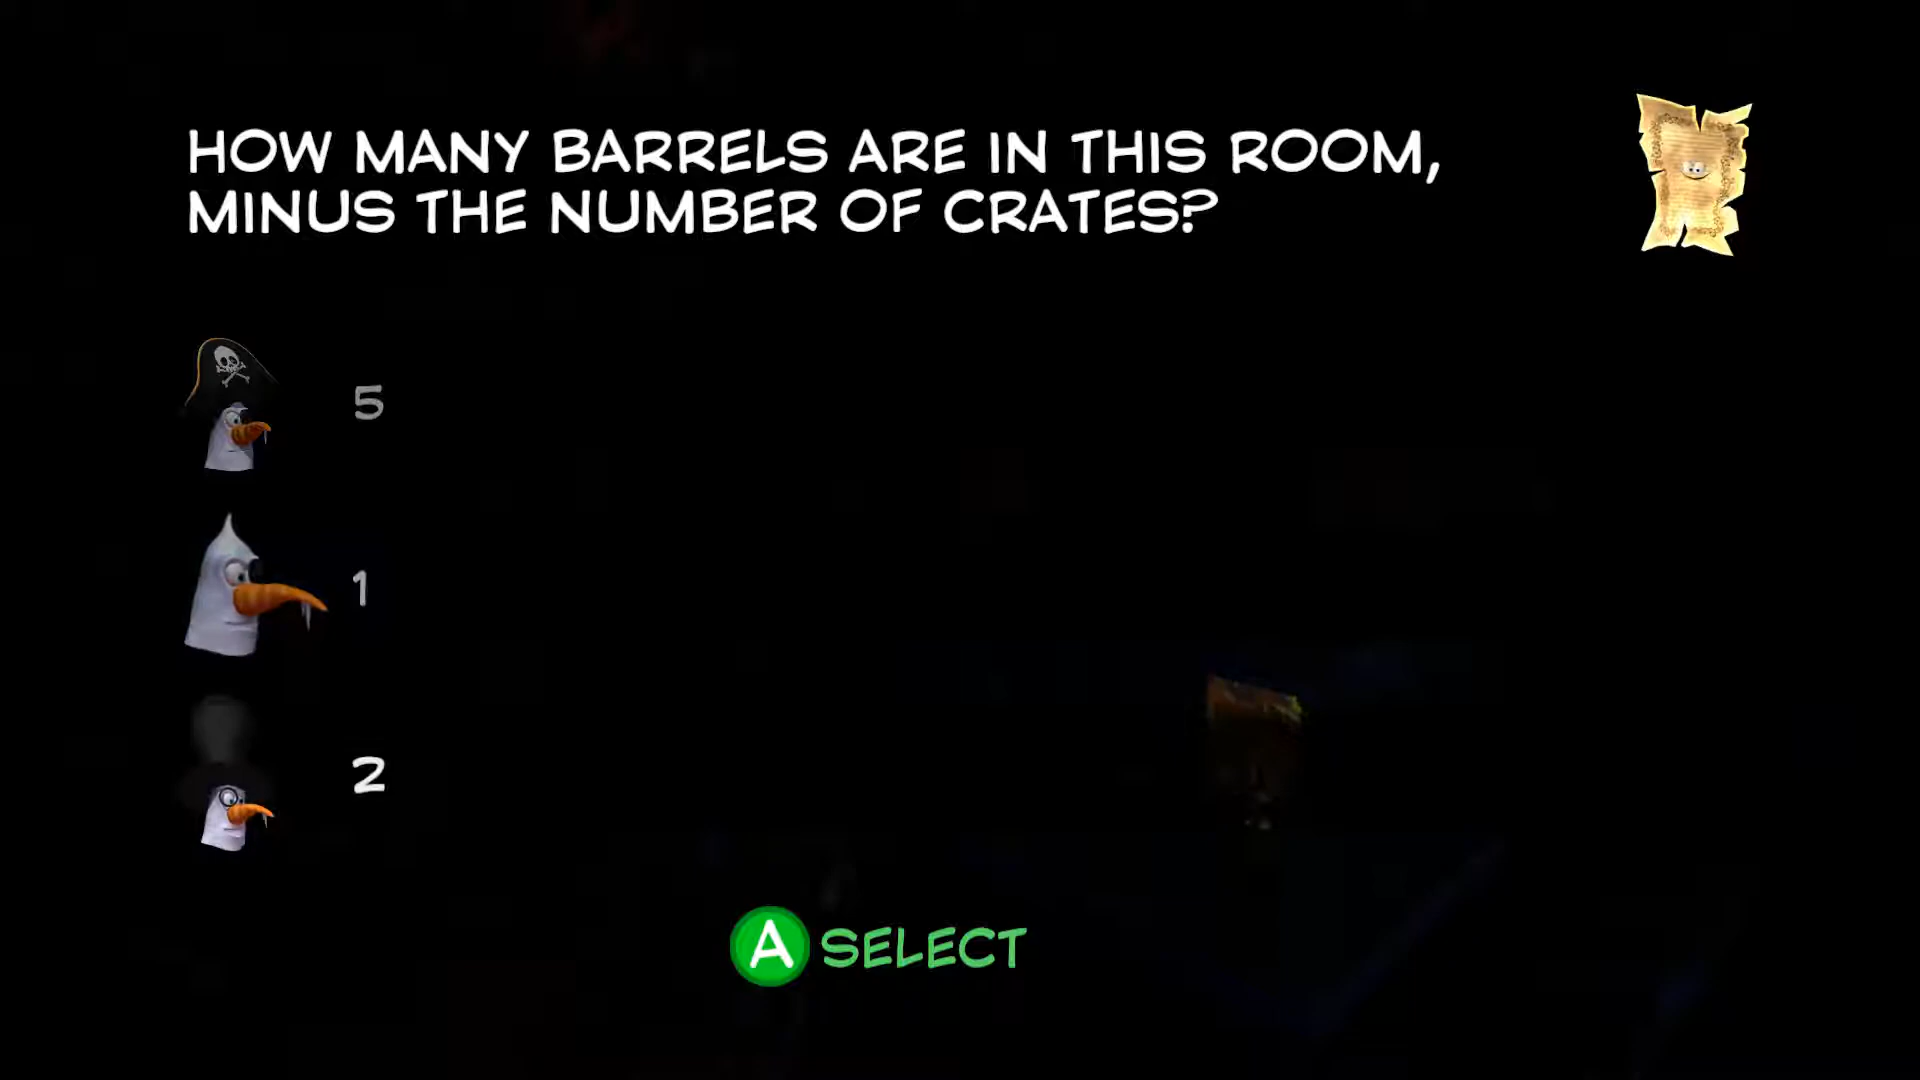 HOW MANY BARRELS ARE IN THIS ROOM,
MINUS THE NUMBER OF CRATES?
5
1
2
A SELECT